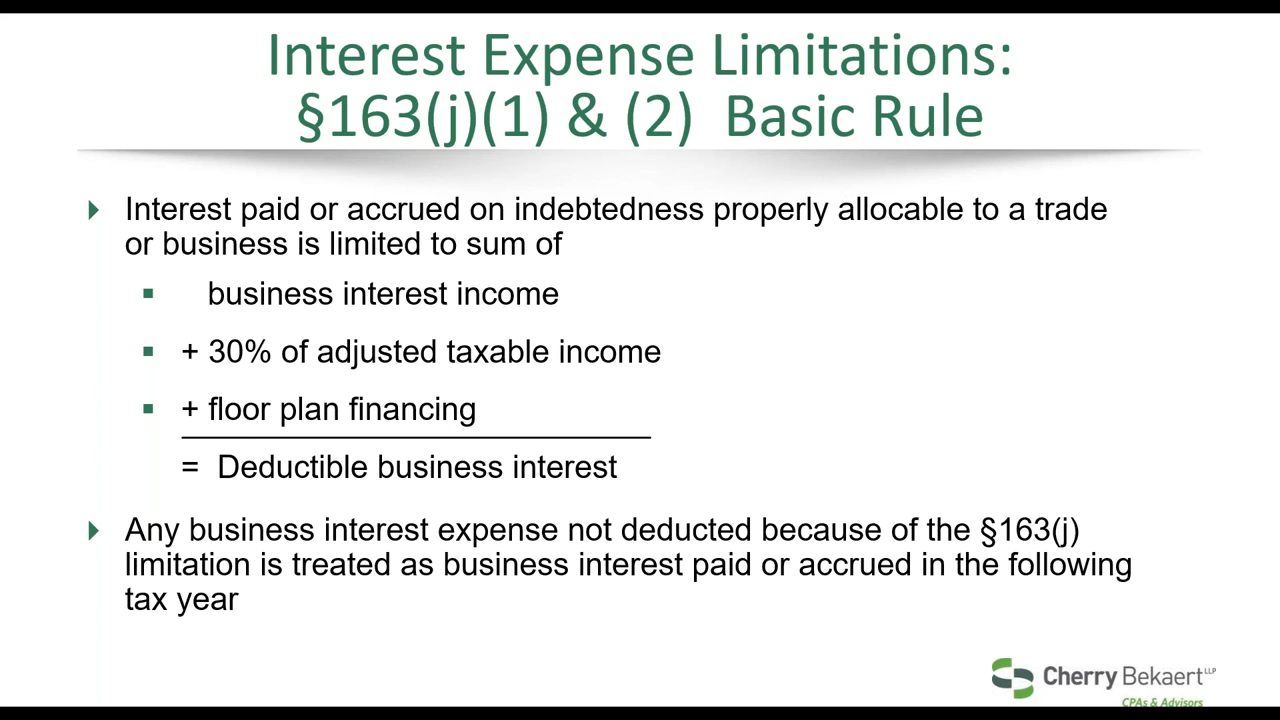 Interest Expense Limitations:
§163(j)(1) & (2) Basic Rule
Interest paid or accrued on indebtedness properly allocable to a trade
or business is limited to sum of
business interest income
+ 30% of adjusted taxable income
+ floor plan financing
= Deductible business interest
Any business interest expense not deducted because of the §163(j)
limitation is treated as business interest paid or accrued in the following
tax year
Cherry Bekaert LLP
CPAs & Advisors